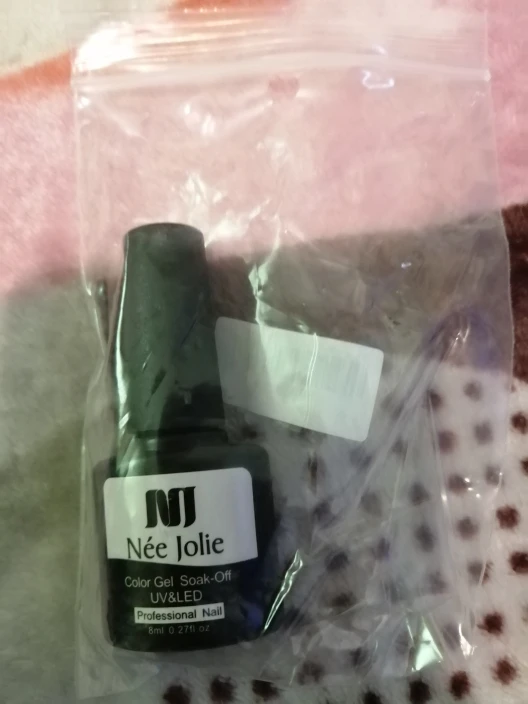 NJ
Née Jolie
Color Gel Soak-Off
UV&LED
Professional Nail
8ml 0.27fl oz